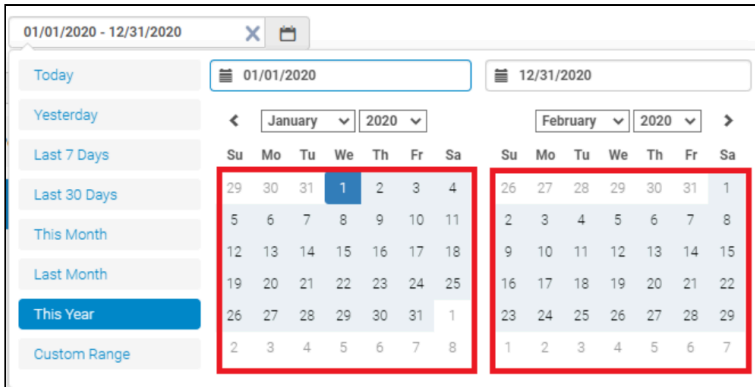 01/01/2020 - 12/31/2020
Today
Yesterday
Last 7 Days
Last 30 Days
This Month
Last Month
This Year
Custom Range
01/01/2020
January 2020
Su Mo Tu We Th Fr Sa
29 30 31 1 2 3 4
5 6 7 8 9 10 11
12 13 14 15 16 17 18
19 20 21 22 23 24 25
26 27 28 29 30 31 1
2 3 4 5 6 7 8
12/31/2020
February 2020
Su Mo Tu We Th Fr Sa
26 27 28 29 30 31 1
2 3 4 5 6 7 8
9 10 11 12 13 14 15
16 17 18 19 20 21 22
23 24 25 26 27 28 29
1 2 3 4 5 6 7